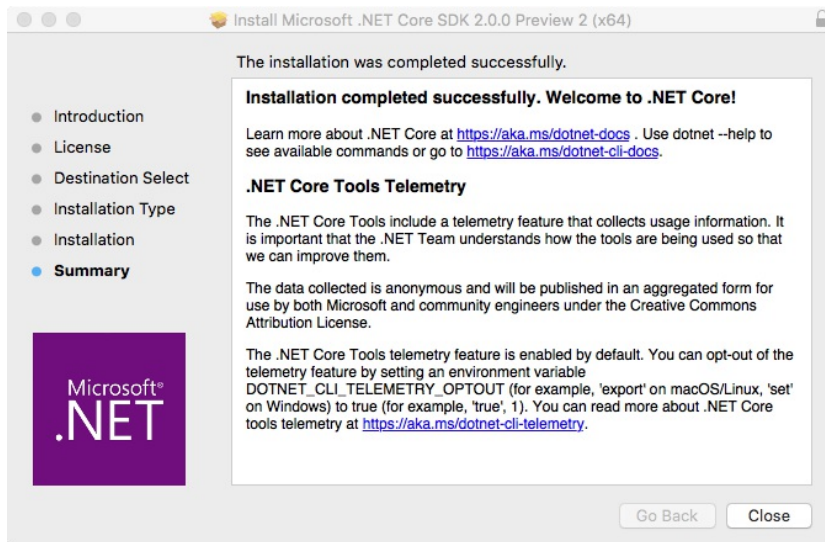 Install Microsoft .NET Core SDK 2.0.0 Preview 2 (x64)
The installation was completed successfully.
Introduction
License
Destination Select
Installation Type
Installation
Summary
Microsoft®
.NET
Installation completed successfully. Welcome to .NET Core!
Learn more about .NET Core at https://aka.ms/dotnet-docs . Use dotnet --help to
see available commands or go to https://aka.ms/dotnet-cli-docs.
.NET Core Tools Telemetry
The .NET Core Tools include a telemetry feature that collects usage information. It
is important that the .NET Team understands how the tools are being used so that
we can improve them.
The data collected is anonymous and will be published in an aggregated form for
use by both Microsoft and community engineers under the Creative Commons
Attribution License.
The .NET Core Tools telemetry feature is enabled by default. You can opt-out of the
telemetry feature by setting an environment variable
DOTNET_CLI_TELEMETRY_OPTOUT (for example, 'export' on macOS/Linux, 'set'
on Windows) to true (for example, 'true', 1). You can read more about .NET Core
tools telemetry at https://aka.ms/dotnet-cli-telemetry.
Go Back
Close